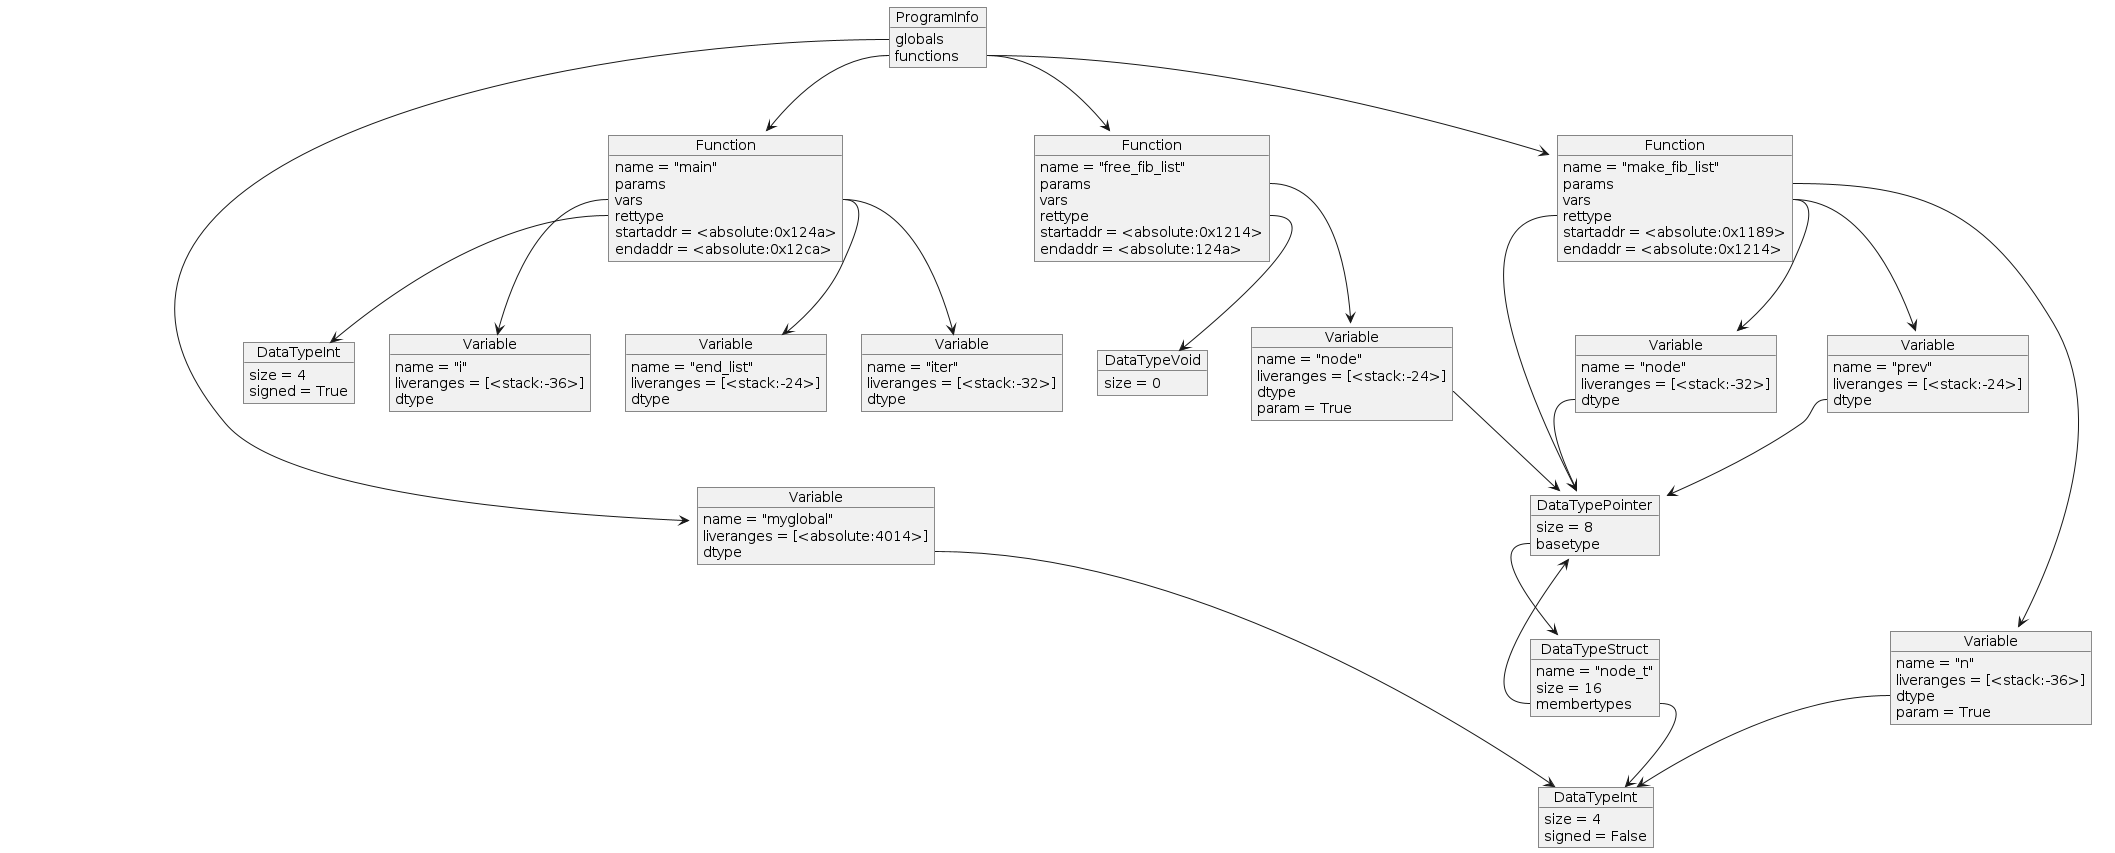 ProgramInfo
globals
functions
Function
name = "main"
params
vars
rettype
startaddr = <absolute:0x124a>
endaddr = <absolute:0x12ca>
Function
name = "free_fib_list"
params
vars
rettype
startaddr = <absolute:0x1214>
endaddr = <absolute:124a>
Function
name = "make_fib_list"
params
vars
rettype
startaddr = <absolute:0x1189>
endaddr = <absolute:0x1214>
DataTypeInt
size = 4
signed = True
Variable
name = "i"
liveranges = [<stack:-36>]
dtype
Variable
name = "end_list"
liveranges = [<stack:-24>]
dtype
Variable
name = "iter"
liveranges = [<stack:-32>]
dtype
DataTypeVoid
size = 0
Variable
name = "node"
liveranges = [<stack:-24>]
dtype
param = True
Variable
name = "node"
liveranges = [<stack:-32>]
dtype
Variable
name = "prev"
liveranges = [<stack:-24>]
dtype
Variable
name = "myglobal"
liveranges = [<absolute:4014>]
dtype
DataTypePointer
size = 8
basetype
DataTypeStruct
name = "node_t"
size = 16
membertypes
Variable
name = "n"
liveranges = [<stack:-36>]
dtype
param = True
DataTypeInt
size = 4
signed = False